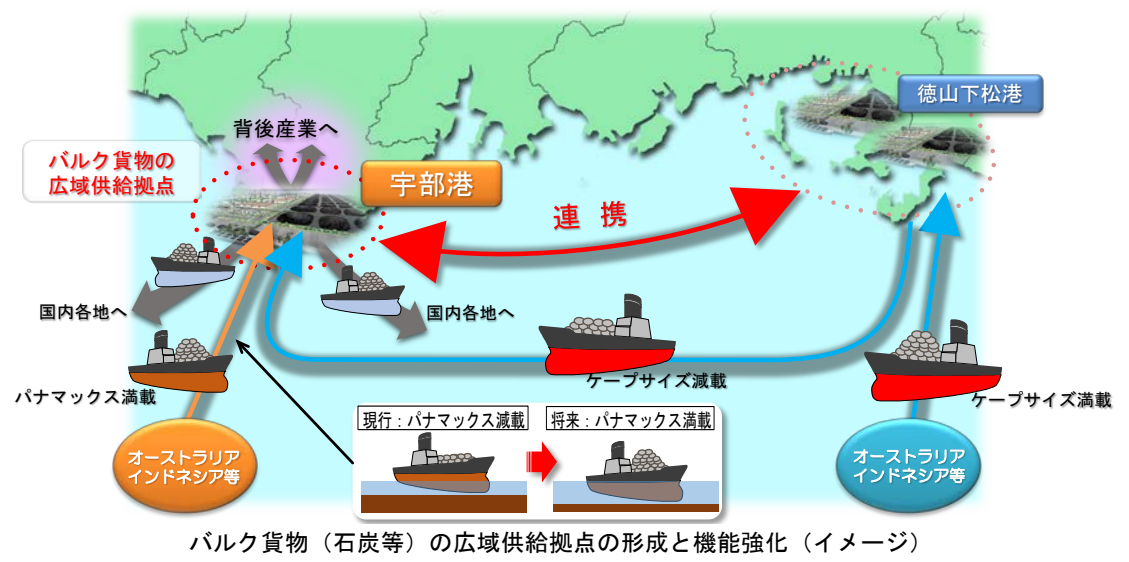 背後産業へ
徳山下松港
バルク貨物の
広域供給拠点
宇部港
連携
国内各地へ
国内各地へ
パナマックス満載
ケープサイズ減載
ケープサイズ満載
現行：パナマックス減載
将来：パナマックス満載
オーストラリア
インドネシア等
オーストラリア
インドネシア等
バルク貨物（石炭等）の広域供給拠点の形成と機能強化（イメージ）